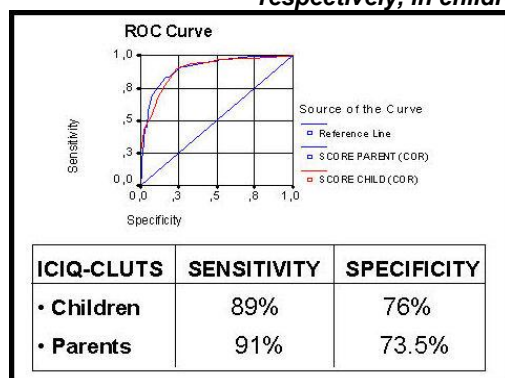 respectively, in childr
ROC Curve
1,0
,8
,5
,3
0,0
Sensitivity
0,0 ,3 ,5 ,8 1,0
Specificity
Source of the Curve
Reference Line
SCORE PARENT (COR)
SCORE CHILD (COR)
ICIQ-CLUTS SENSITIVITY SPECIFICITY
• Children 89% 76%
• Parents 91% 73.5%